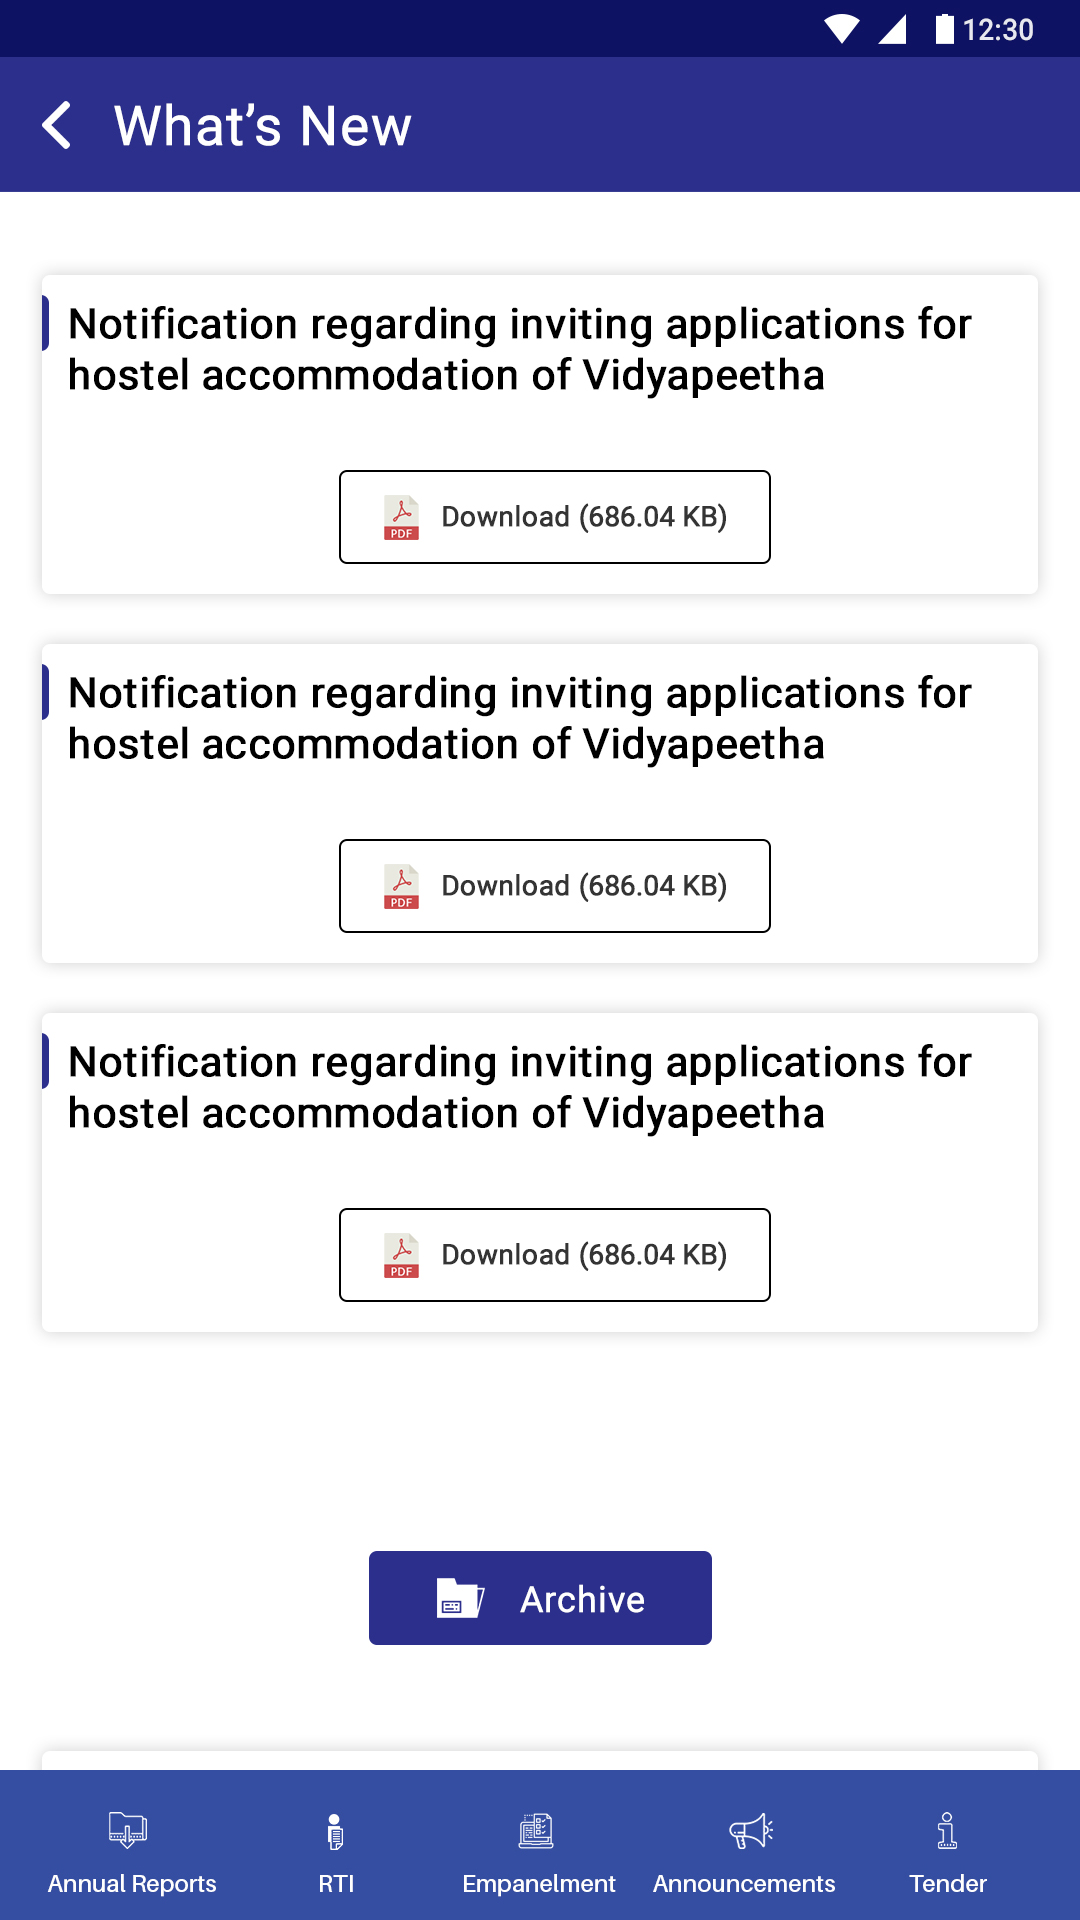 12:30
What’s New
Notification regarding inviting applications for
hostel accommodation of Vidyapeetha
PDF Download (686.04 KB)
Notification regarding inviting applications for
hostel accommodation of Vidyapeetha
PDF Download (686.04 KB)
Notification regarding inviting applications for
hostel accommodation of Vidyapeetha
PDF Download (686.04 KB)
Archive
Annual Reports RTI Empanelment Announcements Tender